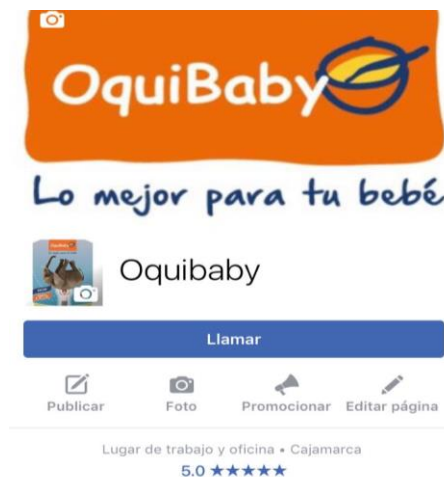 OquiBaby
Lo mejor para tu bebé
Oquibaby
Llamar
Publicar
Foto
Promocionar
Editar página
Lugar de trabajo y oficina • Cajamarca
5.0 ★★★★★